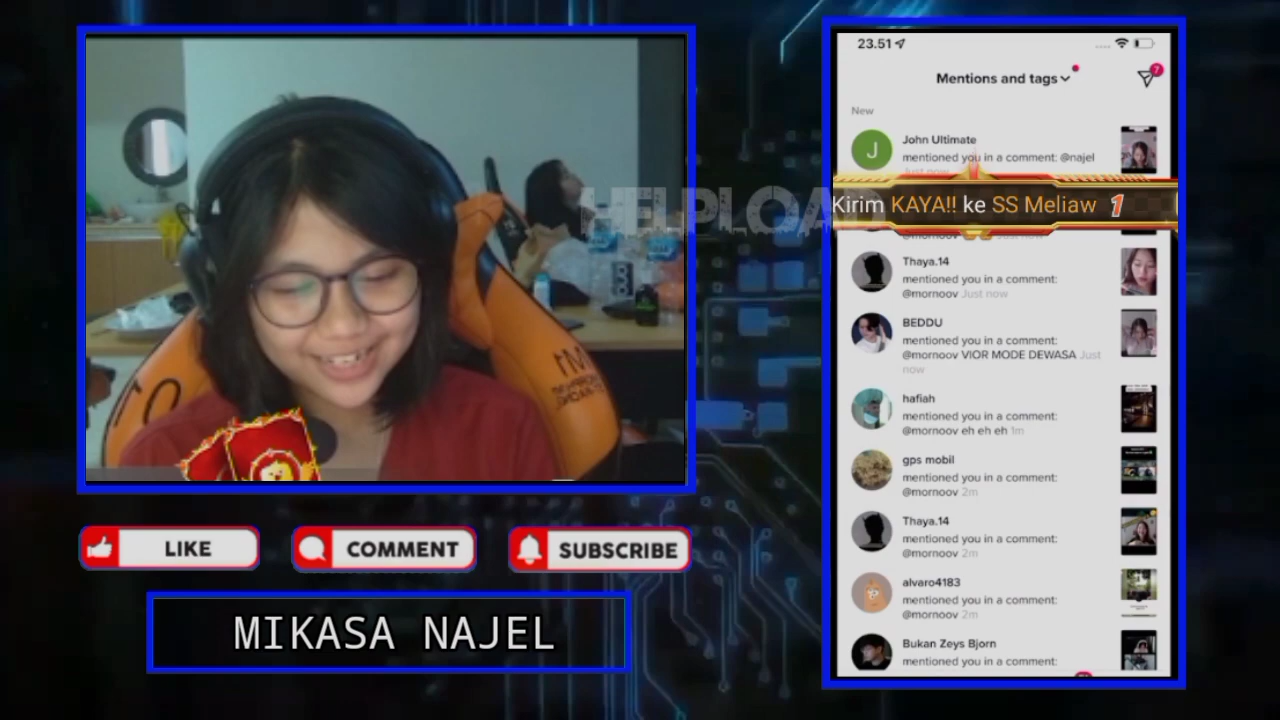 HELPLOA
LIKE
COMMENT
SUBSCRIBE
MIKASA NAJEL
23.51
Mentions and tags
7
New
John Ultimate
mentioned you in a comment: @najel
Just now
Kirim KAYA!! ke SS Meliaw 1
@mornoov Just now
Thaya.14
mentioned you in a comment:
@mornoov Just now
BEDDU
mentioned you in a comment:
@mornoov VIOR MODE DEWASA Just
now
hafiah
mentioned you in a comment:
@mornoov eh eh eh 1m
gps mobil
mentioned you in a comment:
@mornoov 2m
Thaya.14
mentioned you in a comment:
@mornoov 2m
alvaro4183
mentioned you in a comment:
@mornoov 2m
Bukan Zeys Bjorn
mentioned you in a comment: